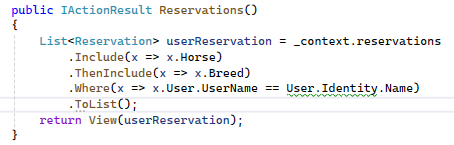 public IActionResult Reservations()
{
    List<Reservation> userReservation = _context.reservations
        .Include(x => x.Horse)
        .ThenInclude(x => x.Breed)
        .Where(x => x.User.UserName == User.Identity.Name)
        .ToList();
    return View(userReservation);
}